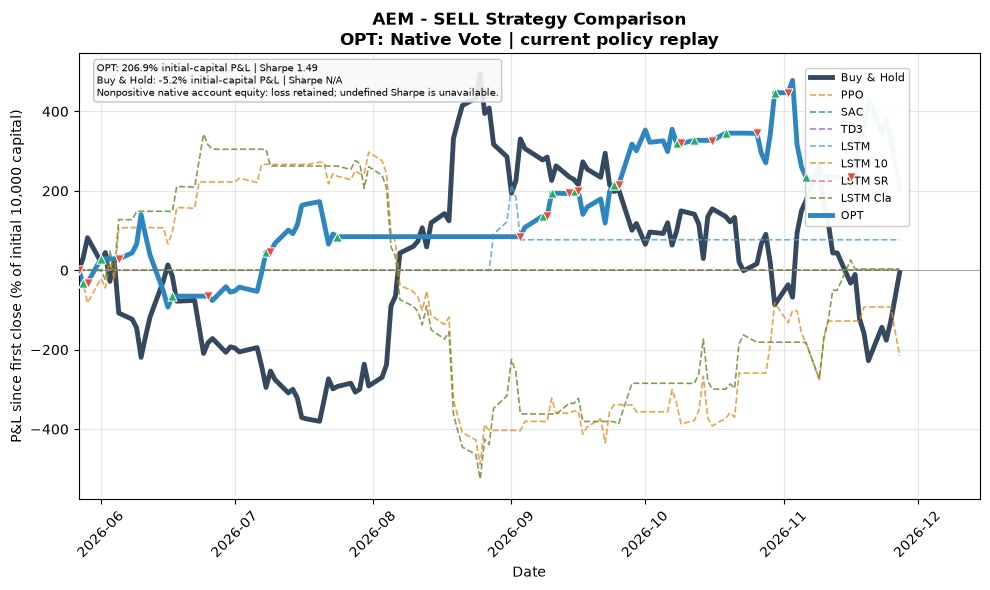 AEM - SELL Strategy Comparison
OPT: Native Vote | current policy replay
OPT: 206.9% initial-capital P&L | Sharpe 1.49
Buy & Hold: -5.2% initial-capital P&L | Sharpe N/A
Nonpositive native account equity: loss retained; undefined Sharpe is unavailable.
Buy & Hold
PPO
SAC
TD3
LSTM
LSTM 10
LSTM SR
LSTM Cla
OPT
P&L since first close (% of initial 10,000 capital)
400
200
0
−200
−400
2026-06
2026-07
2026-08
2026-09
2026-10
2026-11
2026-12
Date